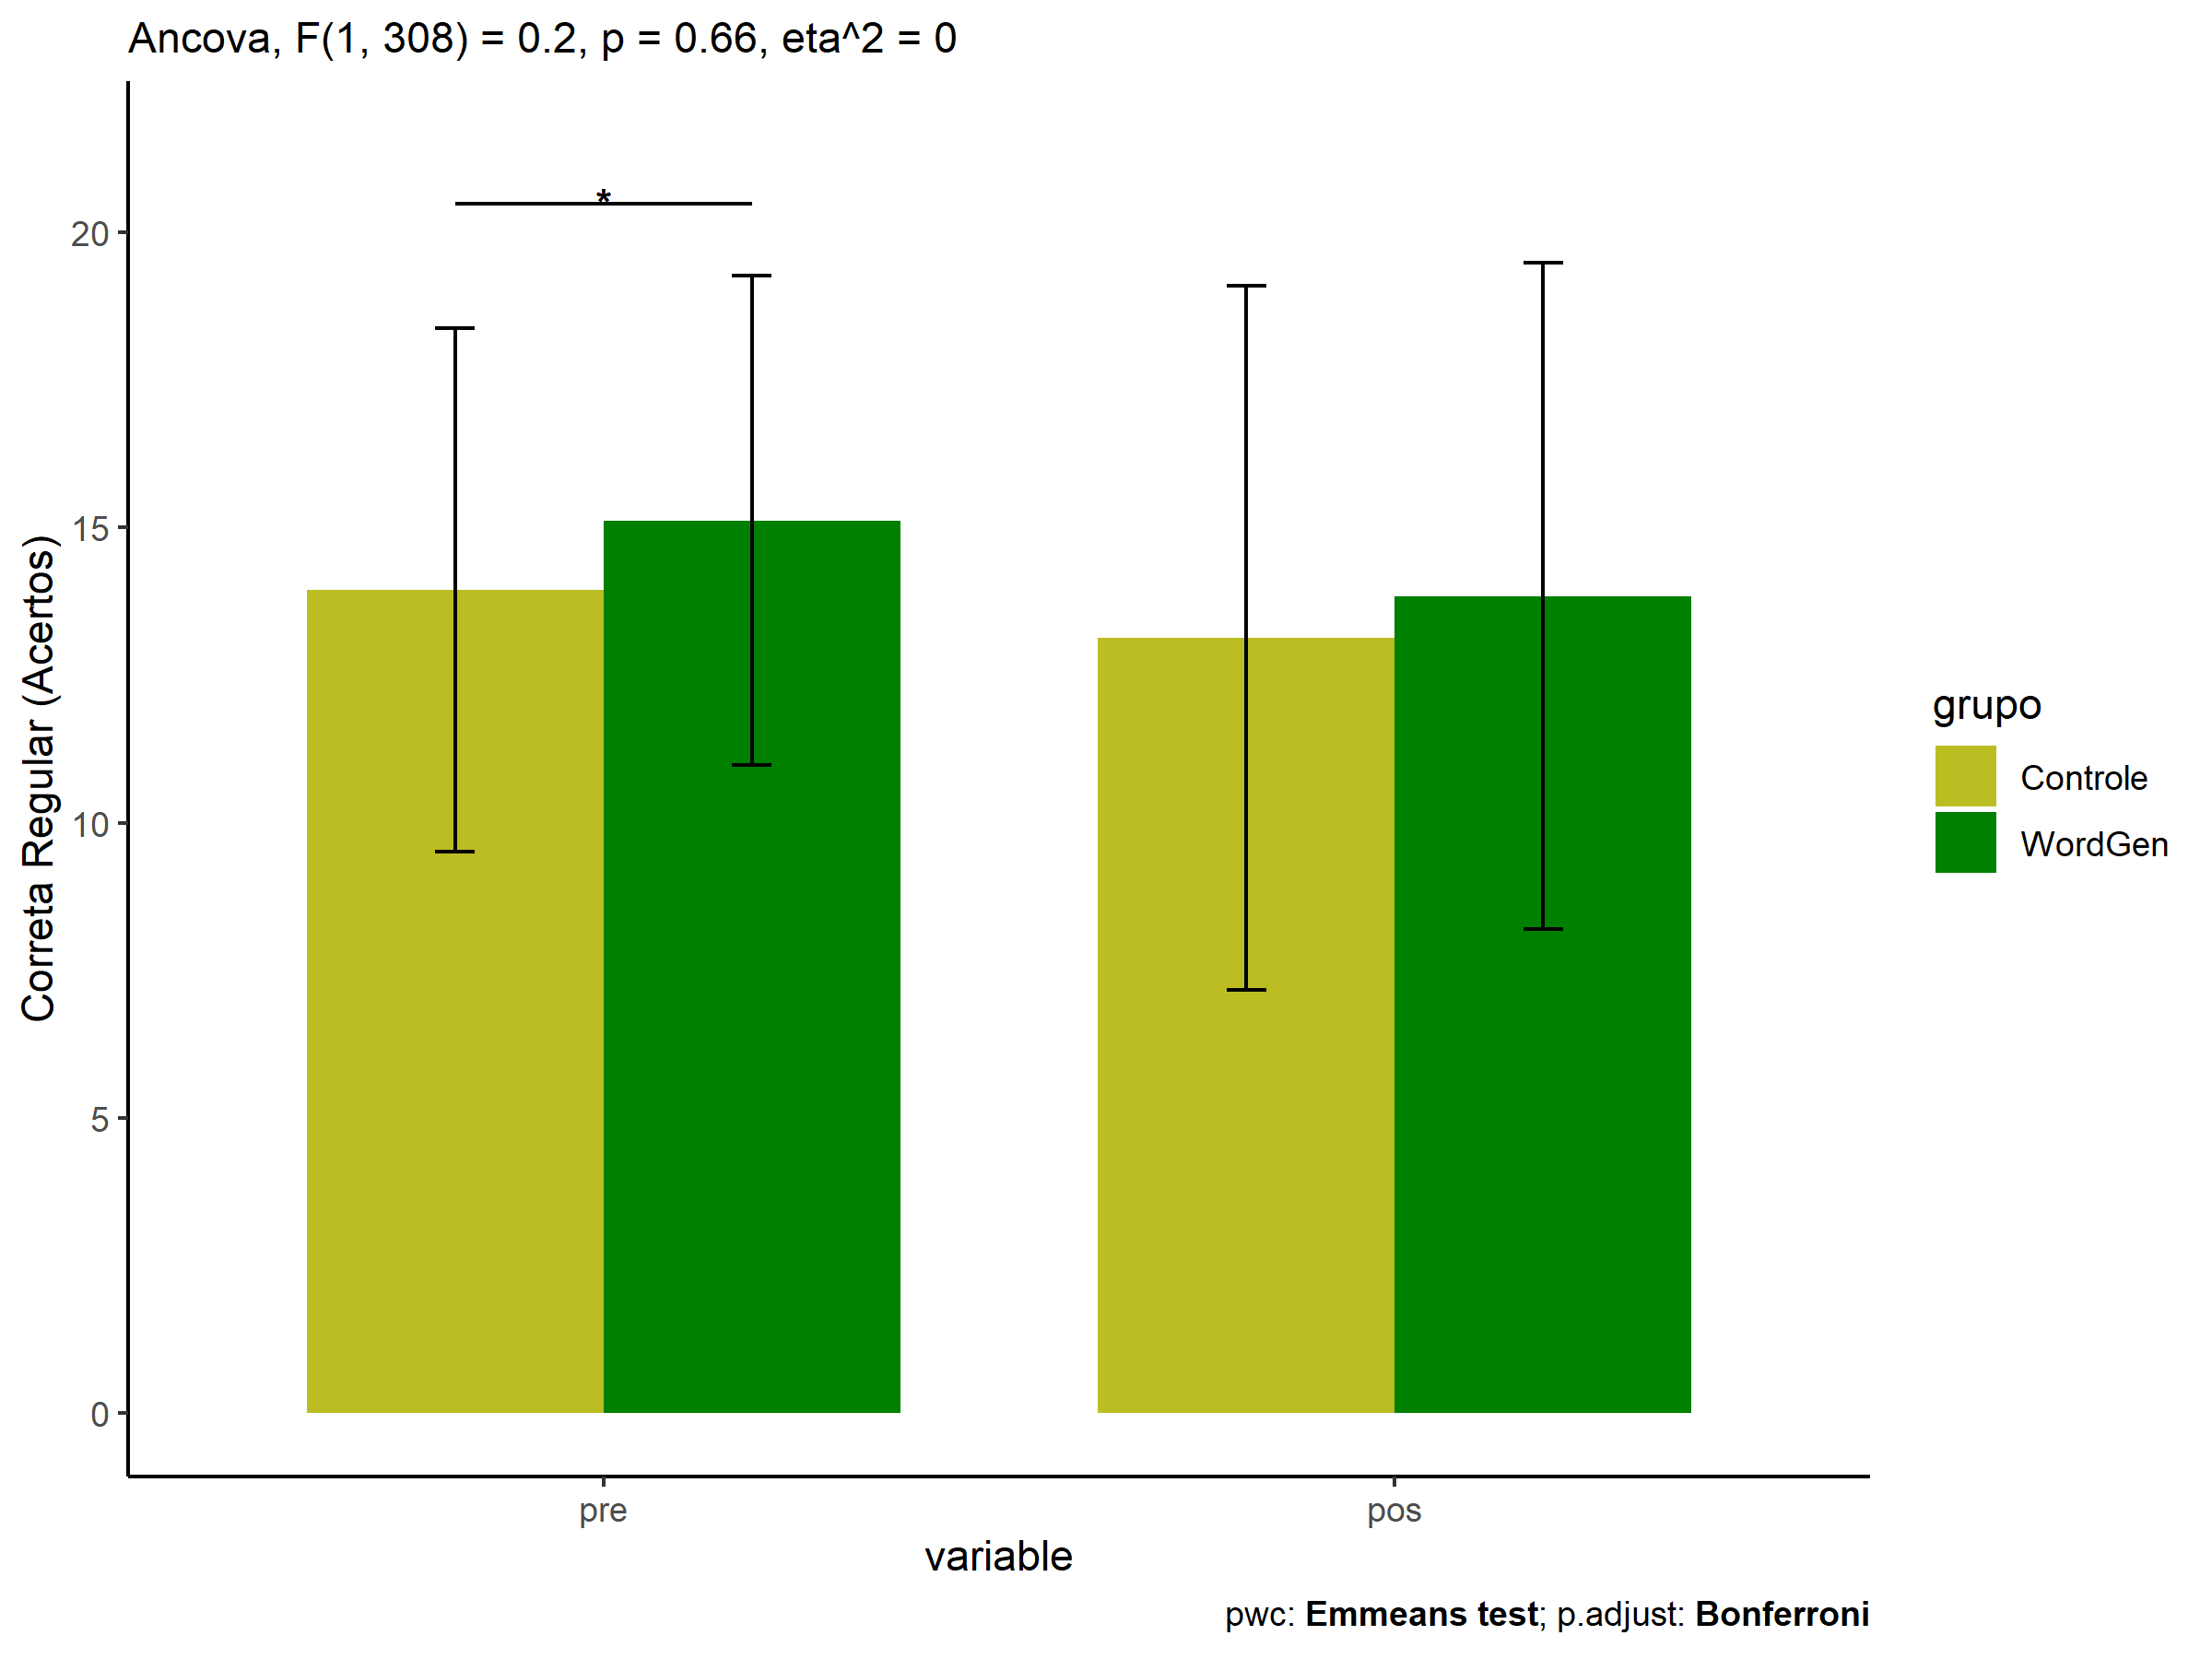 Ancova, F(1, 308) = 0.2, p = 0.66, eta^2 = 0
*
20
15
10
5
0
Correta Regular (Acertos)
pre
pos
variable
grupo
Controle
WordGen
pwc: Emmeans test; p.adjust: Bonferroni